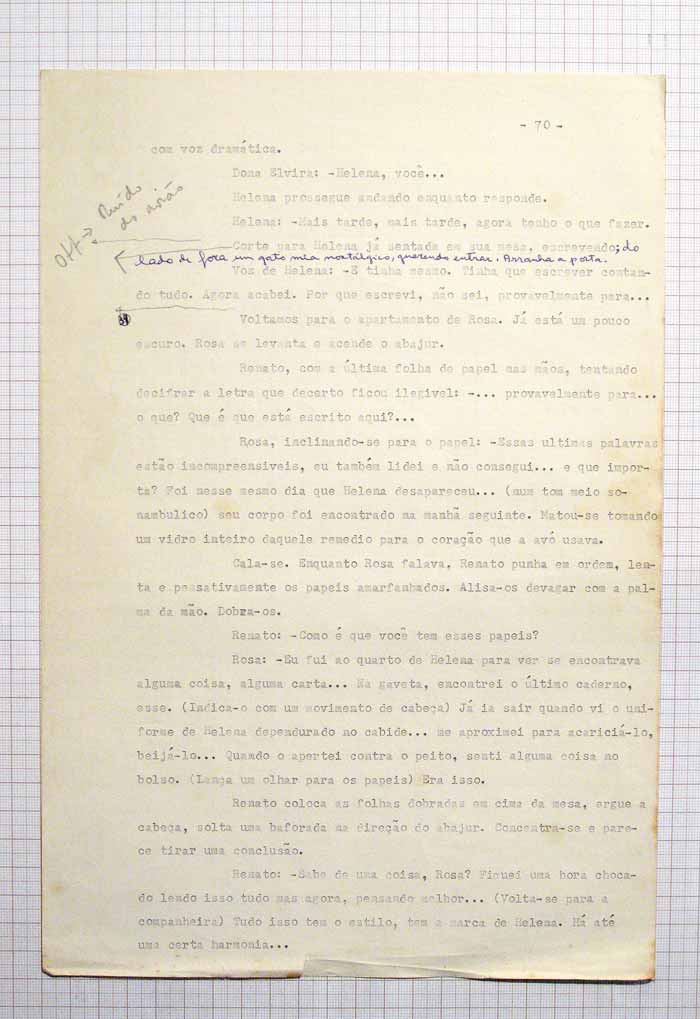 - 70 -
com voz dramática.
Dona Elvira: -Helena, você...
Helena prossegue andando enquanto responde.
Off → Ruído do avião
Helena: -Mais tarde, mais tarde, agora tenho o que fazer.
Corte para Helena já sentada em sua mesa, escrevendo; do
lado de fora um gato mia nostálgico, querendo entrar. Arranha a porta.
Voz de Helena: -E tinha mesmo. Tinha que escrever contan-
do tudo. Agora acabei. Por que escrevi, não sei, provavelmente para...
Voltamos para o apartamento de Rosa. Já está um pouco
escuro. Rosa se levanta e acende o abajur.
Renato, com a última folha de papel nas mãos, tentando
decifrar a letra que decerto ficou ilegivel: -... provavelmente para...
o que? Que é que está escrito aqui?...
Rosa, inclinando-se para o papel: -Essas ultimas palavras
estão incompreensiveis, eu também lidei e não consegui... e que impor-
ta? Foi nesse mesmo dia que Helena desapareceu... (num tom meio so-
nambulico) seu corpo foi encontrado na manhã seguinte. Matou-se tomando
um vidro inteiro daquele remedio para o coração que a avó usava.
Cala-se. Enquanto Rosa falava, Renato punha em ordem, len-
ta e pensativamente os papeis amarfanhados. Alisa-os devagar com a pal-
ma da mão. Dobra-os.
Renato: -Como é que você tem esses papeis?
Rosa: -Eu fui ao quarto de Helena para ver se encontrava
alguma coisa, alguma carta... Na gaveta, encontrei o último caderno,
esse. (Indica-o com um movimento de cabeça) Já ia sair quando vi o uni-
forme de Helena dependurado no cabide... me aproximei para acariciá-lo,
beijá-lo... Quando o apertei contra o peito, senti alguma coisa no
bolso. (Lança um olhar para os papeis) Era isso.
Renato coloca as folhas dobradas em cima da mesa, ergue a
cabeça, solta uma baforada na direção do abajur. Concentra-se e pare-
ce tirar uma conclusão.
Renato: -Sabe de uma coisa, Rosa? Fiquei uma hora choca-
do lendo isso tudo mas agora, pensando melhor... (Volta-se para a
companheira) Tudo isso tem o estilo, tem a marca de Helena. Há até
uma certa harmonia...